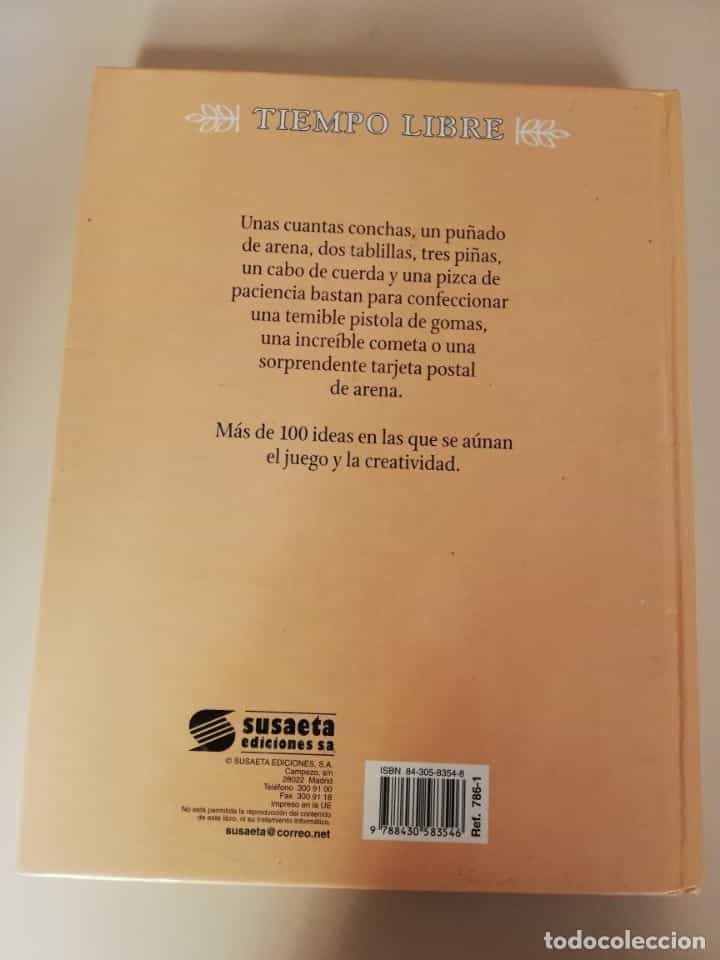 TIEMPO LIBRE
Unas cuantas conchas, un puñado
de arena, dos tablillas, tres piñas,
un cabo de cuerda y una pizca de
paciencia bastan para confeccionar
una temible pistola de gomas,
una increíble cometa o una
sorprendente tarjeta postal
de arena.
Más de 100 ideas en las que se aúnan
el juego y la creatividad.
susaeta
ediciones sa
© SUSAETA EDICIONES, S.A.
Campezo, s/n
28022 Madrid
Teléfono 300 91 00
Fax 300 91 18
Impreso en la UE
No está permitida la reproducción del contenido
de este libro, ni su tratamiento informático.
susaeta@correo.net
ISBN 84-305-8354-6
9 788430 583546
Ref. 786-1
todocoleccion